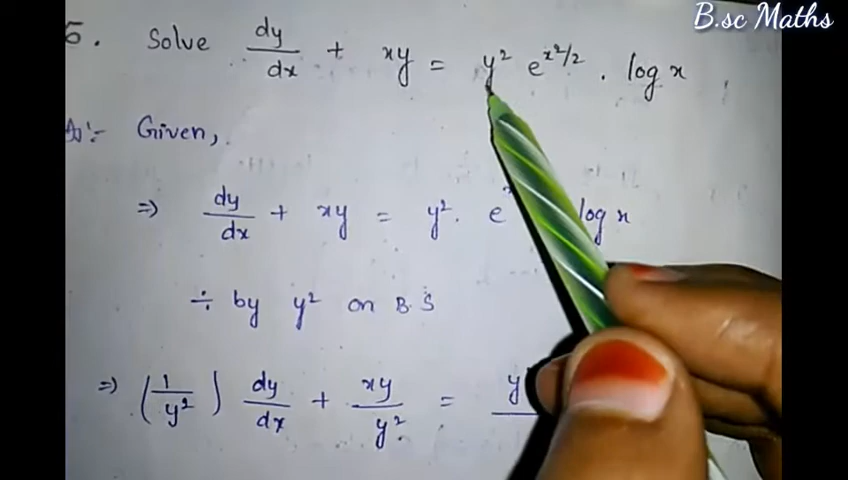 B.sc Maths
5. Solve dy/dx + xy = y² e^{x²/2} . log x
Given,
⇒ dy/dx + xy = y². e log x
÷ by y² on B.S
⇒ (1/y²) dy/dx + xy/y² = y